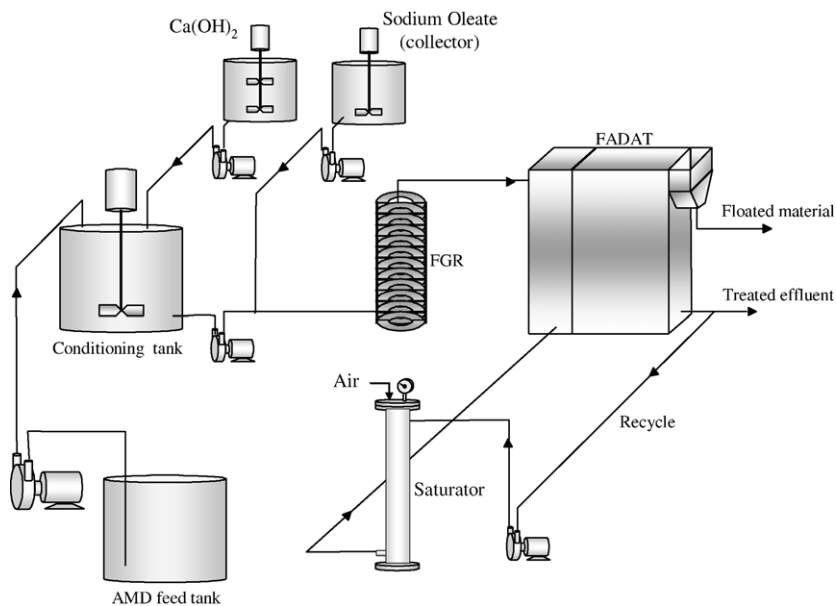 Ca(OH)2
Sodium Oleate
(collector)
FADAT
Floated material
FGR
Treated effluent
Conditioning tank
Air
Recycle
Saturator
AMD feed tank